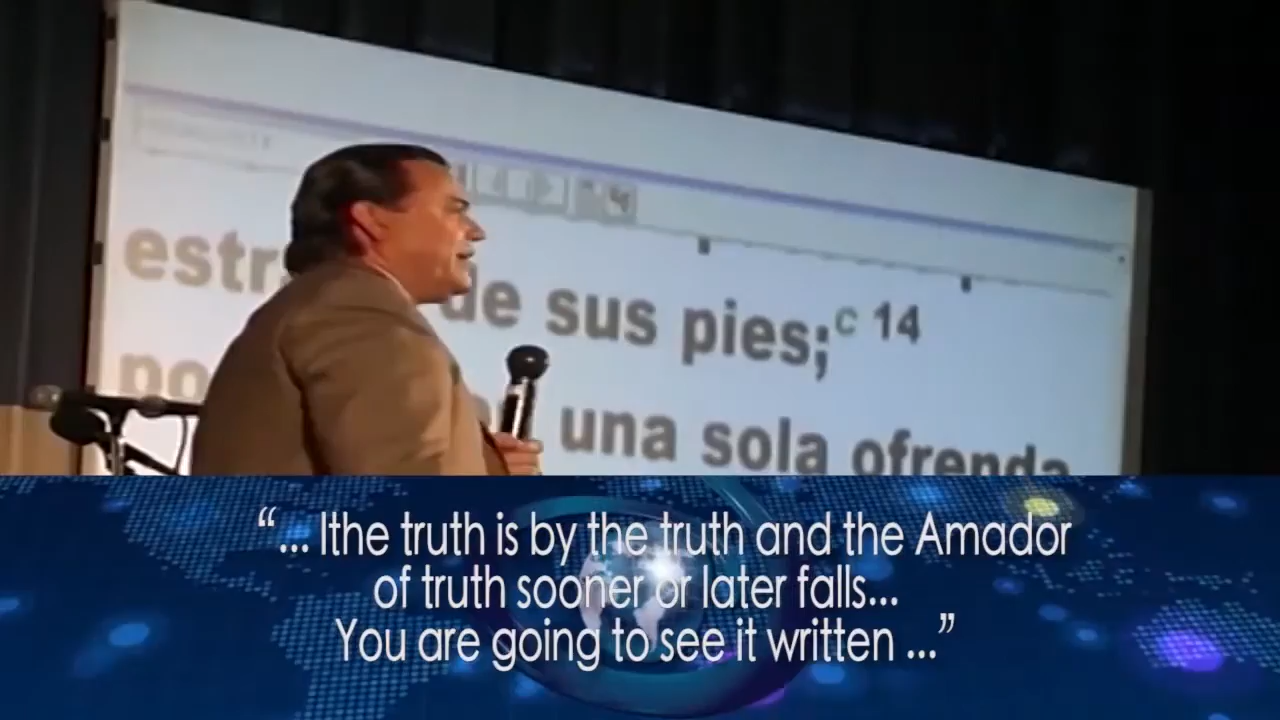 estr de sus pies;c 14
po una sola ofrenda
“... Ithe truth is by the truth and the Amador
of truth sooner or later falls...
You are going to see it written ...”